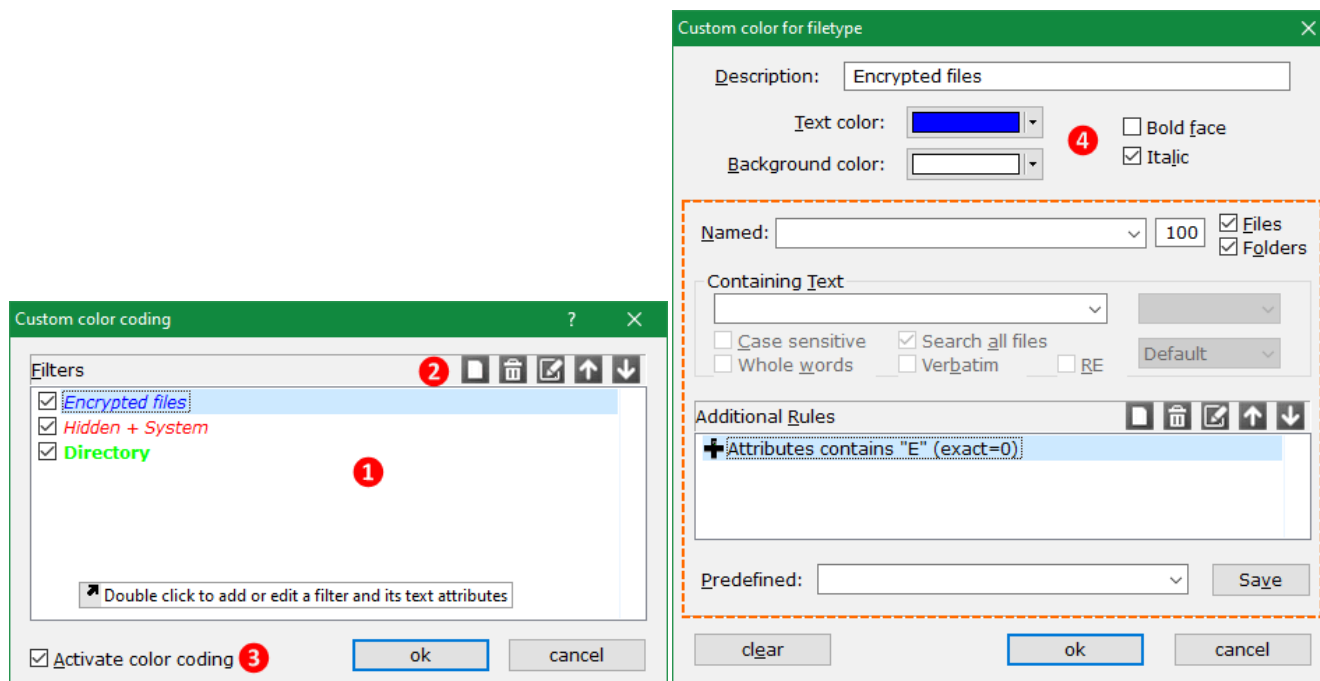 Custom color for filetype
Description: Encrypted files
Text color:
4
Bold face
Background color:
Italic
Named:
100
Files
Folders
Containing Text
Case sensitive
Search all files
Whole words
Verbatim
RE
Default
Additional Rules
Attributes contains "E" (exact=0)
Predefined:
Save
clear
ok
cancel
Custom color coding
?
Filters
2
Encrypted files
Hidden + System
Directory
1
Double click to add or edit a filter and its text attributes
Activate color coding
3
ok
cancel